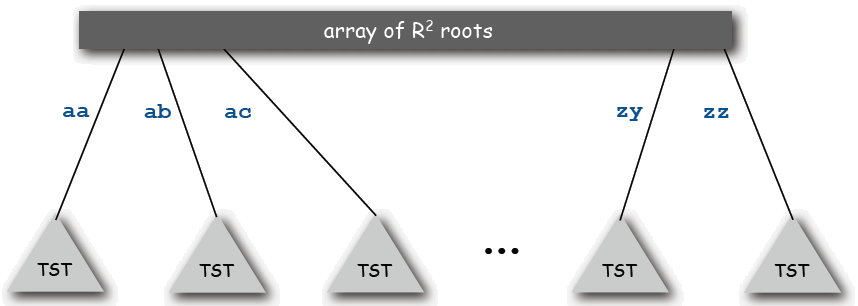 array of R² roots
aa ab ac zy zz
TST TST TST ... TST TST